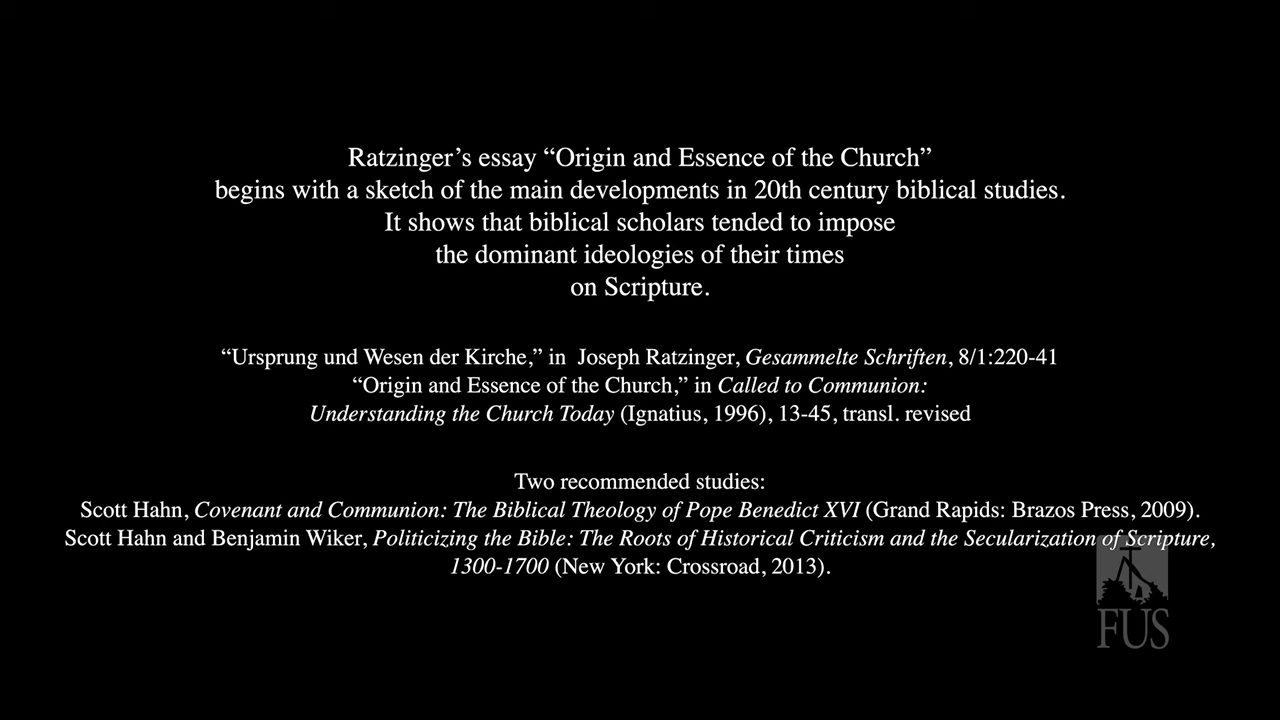 Ratzinger’s essay “Origin and Essence of the Church”
begins with a sketch of the main developments in 20th century biblical studies.
It shows that biblical scholars tended to impose
the dominant ideologies of their times
on Scripture.
“Ursprung und Wesen der Kirche,” in  Joseph Ratzinger, Gesammelte Schriften, 8/1:220-41
“Origin and Essence of the Church,” in Called to Communion:
Understanding the Church Today (Ignatius, 1996), 13-45, transl. revised
Two recommended studies:
Scott Hahn, Covenant and Communion: The Biblical Theology of Pope Benedict XVI (Grand Rapids: Brazos Press, 2009).
Scott Hahn and Benjamin Wiker, Politicizing the Bible: The Roots of Historical Criticism and the Secularization of Scripture,
1300-1700 (New York: Crossroad, 2013).
FUS